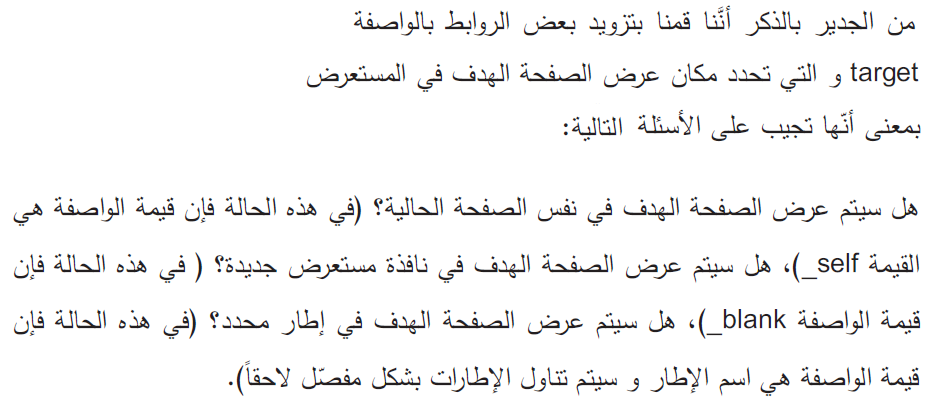 من الجدير بالذكر أنَّنا قمنا بتزويد بعض الروابط بالواصفة
target و التي تحدد مكان عرض الصفحة الهدف في المستعرض
بمعنى أنّها تجيب على الأسئلة التالية:
هل سيتم عرض الصفحة الهدف في نفس الصفحة الحالية؟ (في هذه الحالة فإن قيمة الواصفة هي
القيمة self_)، هل سيتم عرض الصفحة الهدف في نافذة مستعرض جديدة؟ ( في هذه الحالة فإن
قيمة الواصفة blank_)، هل سيتم عرض الصفحة الهدف في إطار محدد؟ (في هذه الحالة فإن
قيمة الواصفة هي اسم الإطار و سيتم تناول الإطارات بشكل مفصّل لاحقاً).